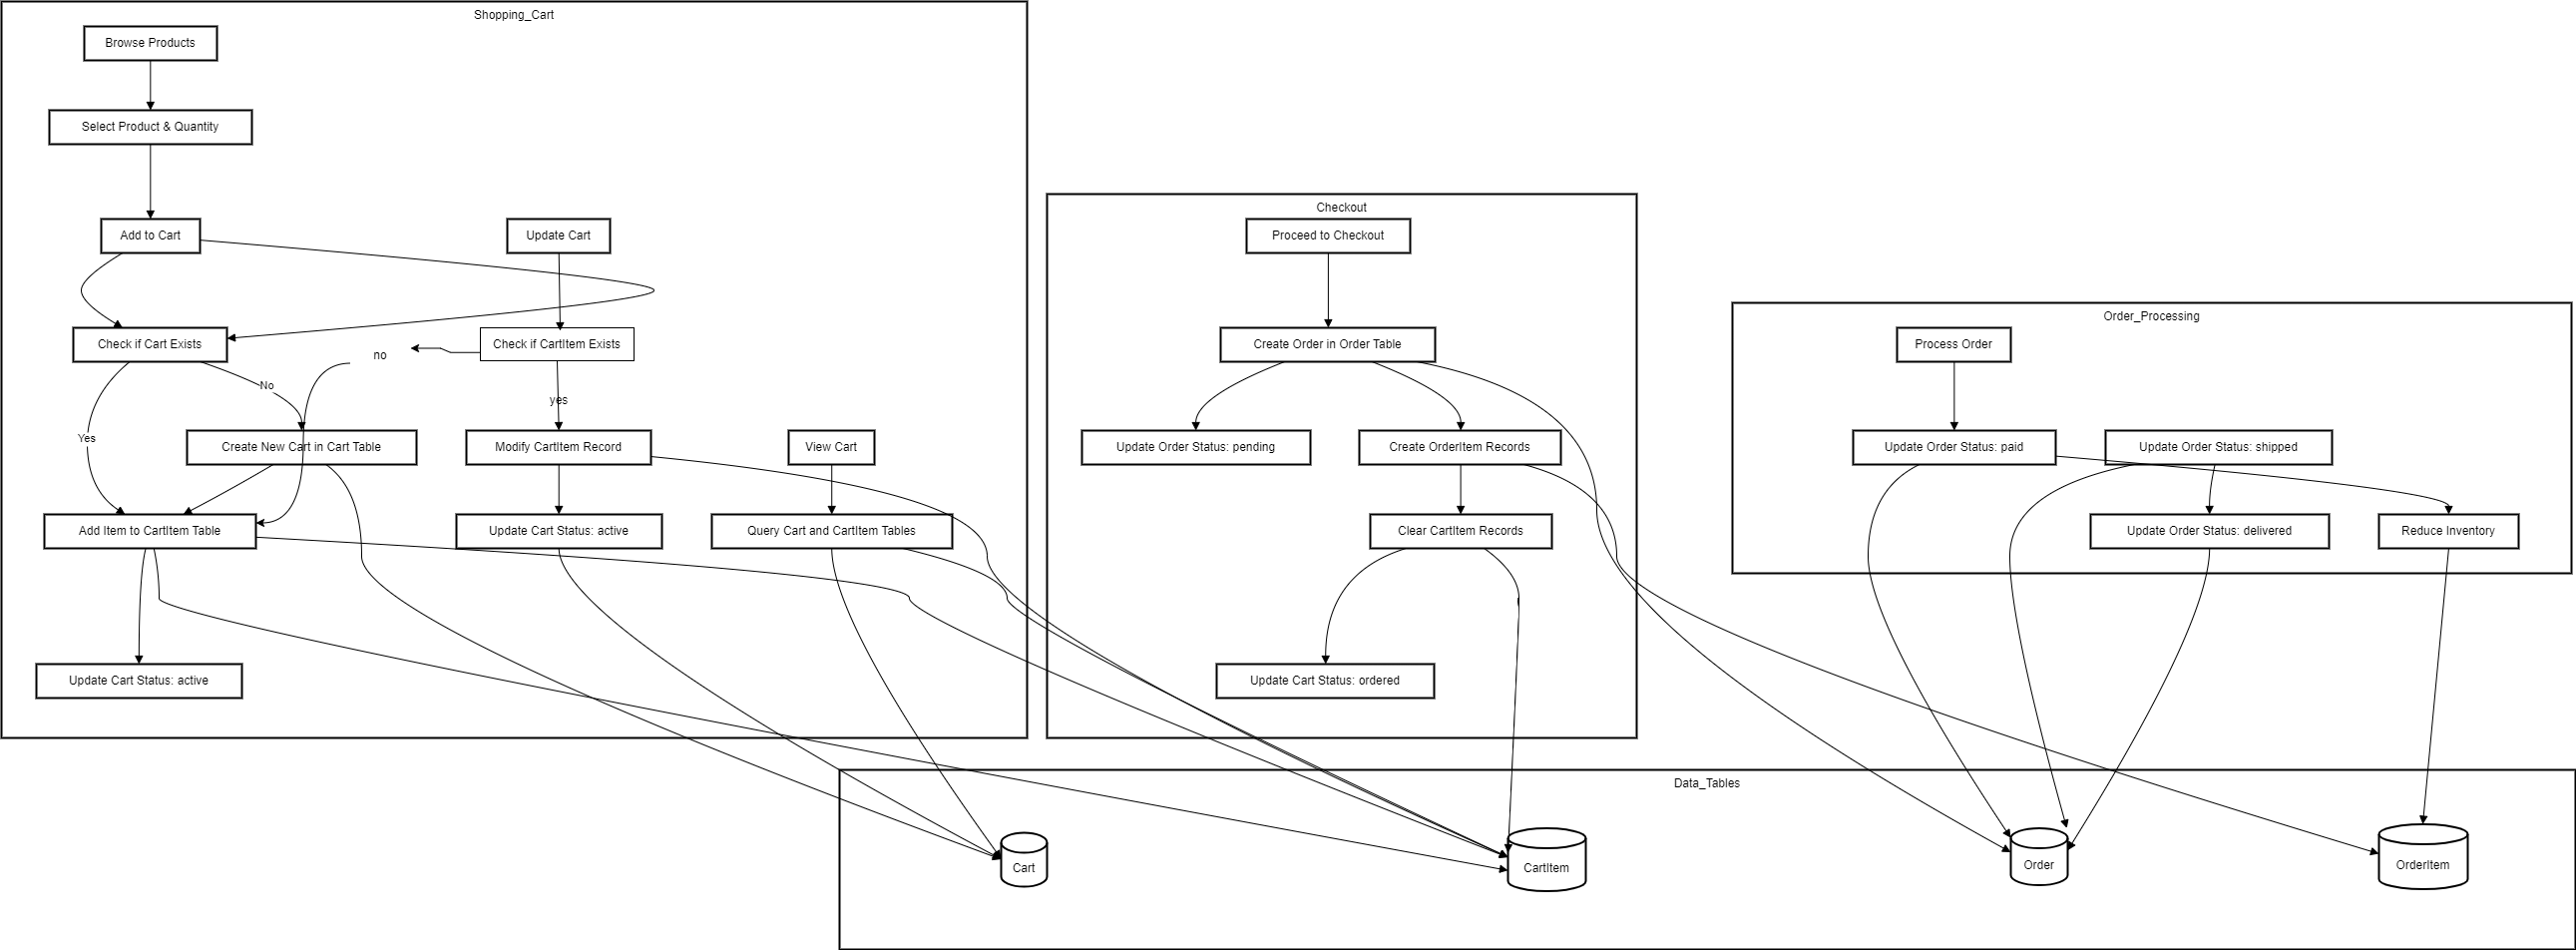 Shopping_Cart
Browse Products
Select Product & Quantity
Add to Cart
Update Cart
Check if Cart Exists
Check if CartItem Exists
no
No
yes
Yes
Create New Cart in Cart Table
Modify CartItem Record
View Cart
Add Item to CartItem Table
Update Cart Status: active
Query Cart and CartItem Tables
Update Cart Status: active
Checkout
Proceed to Checkout
Create Order in Order Table
Update Order Status: pending
Create OrderItem Records
Clear CartItem Records
Update Cart Status: ordered
Order_Processing
Process Order
Update Order Status: paid
Update Order Status: shipped
Update Order Status: delivered
Reduce Inventory
Data_Tables
Cart
CartItem
Order
OrderItem